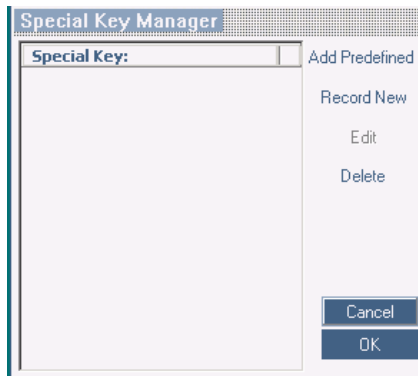 Special Key Manager
Special Key:
Add Predefined
Record New
Edit
Delete
Cancel
OK